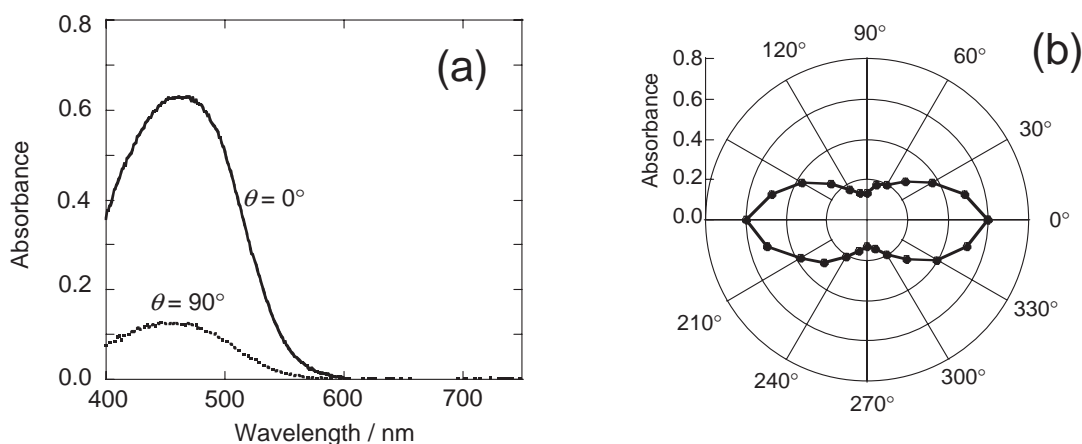 (a)
0.8
0.6
0.4
0.2
0.0
Absorbance
θ = 0°
θ = 90°
400 500 600 700
Wavelength / nm
(b)
90°
120° 60°
30°
0°
330°
300°
270°
240°
210°
0.8
0.6
0.4
0.2
0.0
Absorbance